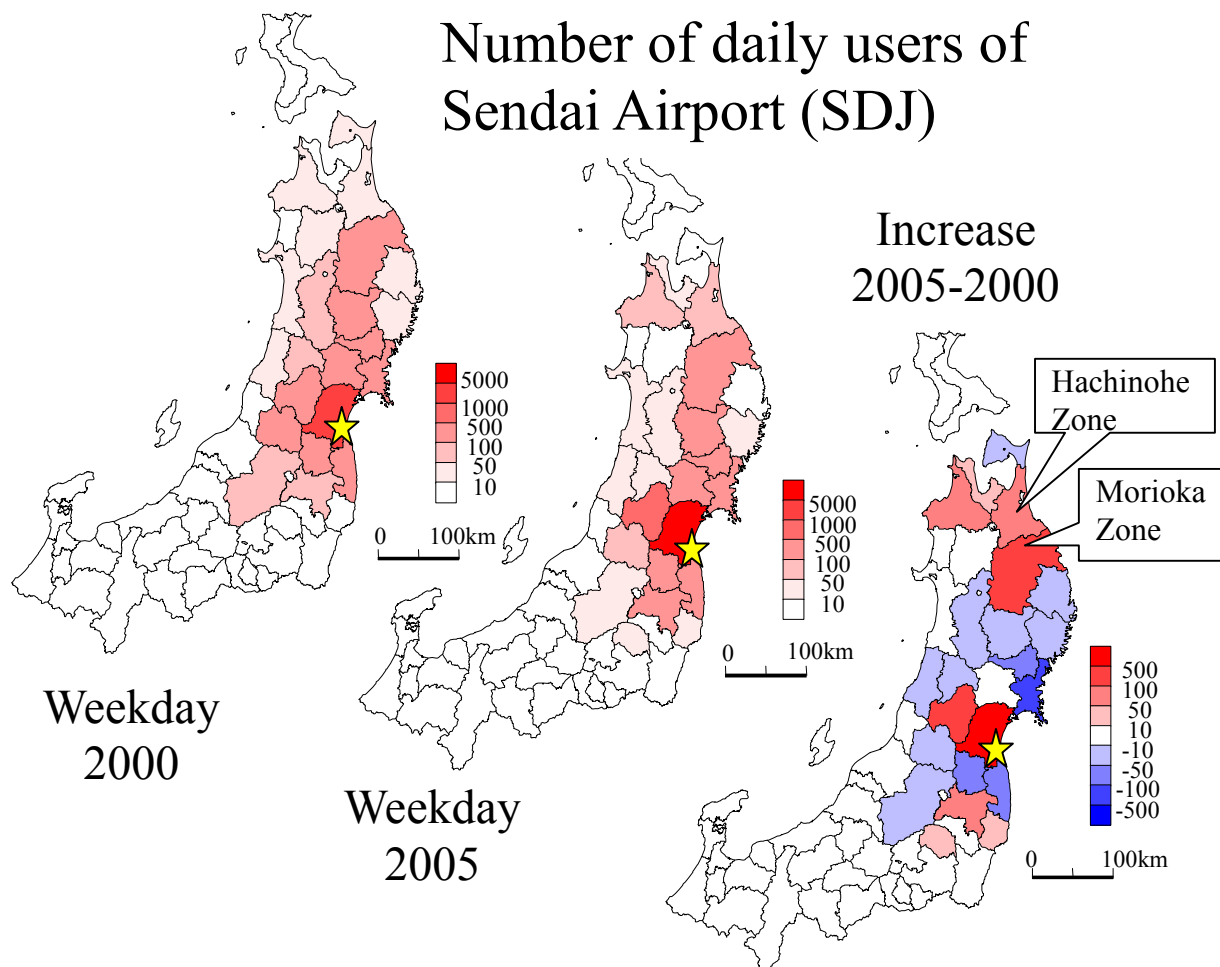 Number of daily users of
Sendai Airport (SDJ)
Weekday
2000
5000
1000
500
100
50
10
0
100km
Weekday
2005
5000
1000
500
100
50
10
0
100km
Increase
2005-2000
Hachinohe
Zone
Morioka
Zone
500
100
50
10
-10
-50
-100
-500
0
100km